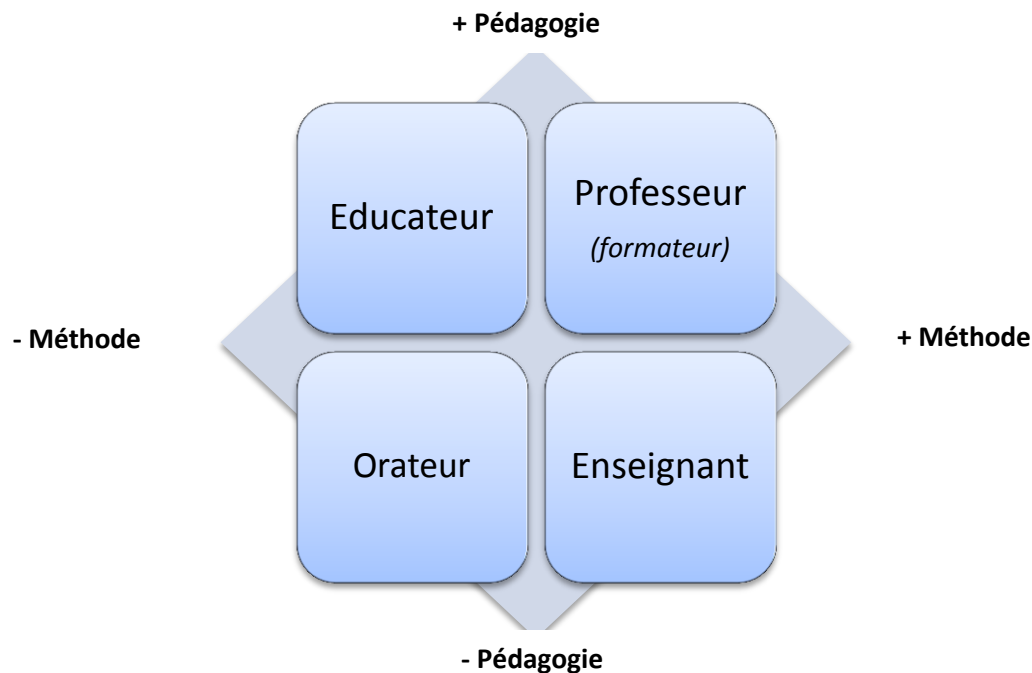 + Pédagogie
Educateur
Professeur
(formateur)
- Méthode
+ Méthode
Orateur
Enseignant
- Pédagogie